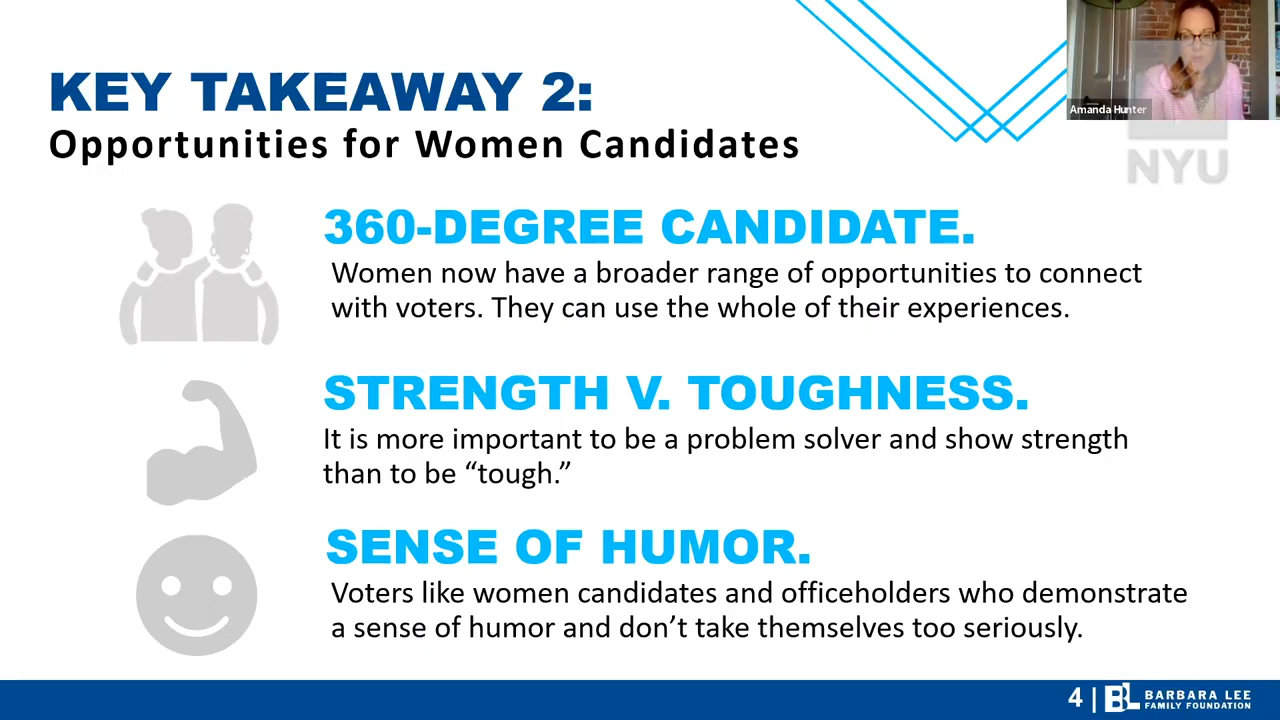 KEY TAKEAWAY 2:
Opportunities for Women Candidates
Amanda Hunter
NYU
360-DEGREE CANDIDATE.
Women now have a broader range of opportunities to connect
with voters. They can use the whole of their experiences.
STRENGTH V. TOUGHNESS.
It is more important to be a problem solver and show strength
than to be “tough.”
SENSE OF HUMOR.
Voters like women candidates and officeholders who demonstrate
a sense of humor and don’t take themselves too seriously.
4 | BL BARBARA LEE
FAMILY FOUNDATION